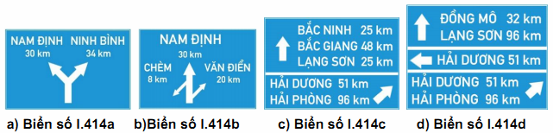 NAM ĐỊNH NINH BÌNH
30 km 34 km
NAM ĐỊNH
30 km
CHÈM VĂN ĐIỂN
8 km 20 km
BẮC NINH 25 km
BẮC GIANG 48 km
LẠNG SƠN 25 km
HẢI DƯƠNG 51 km
HẢI PHÒNG 96 km
ĐỒNG MÔ 32 km
LẠNG SƠN 96 km
HẢI DƯƠNG 51 km
HẢI DƯƠNG 51 km
HẢI PHÒNG 96 km
a) Biển số I.414a b)Biển số I.414b c) Biển số I.414c d) Biển số I.414d